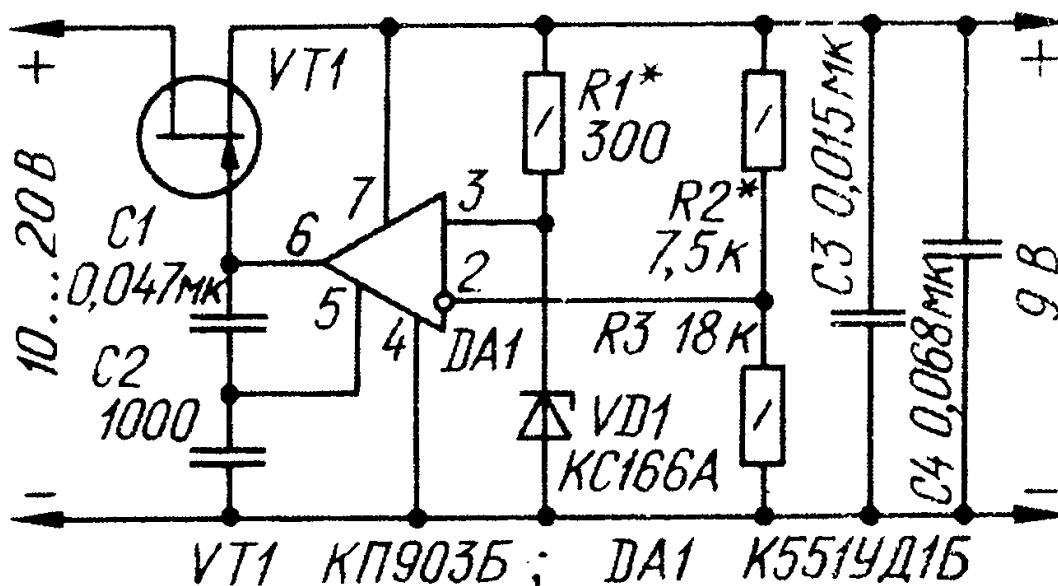 +
10...20 В
−
VT1
C1
0,047мк
C2
1000
6
7
5
4
3
2
DA1
R1*
300
VD1
КС166А
R2*
7,5к
R3 18к
C3 0,015мк
C4 0,068мк
+
9 В
−
VT1 КП903Б; DA1 К551УД1Б